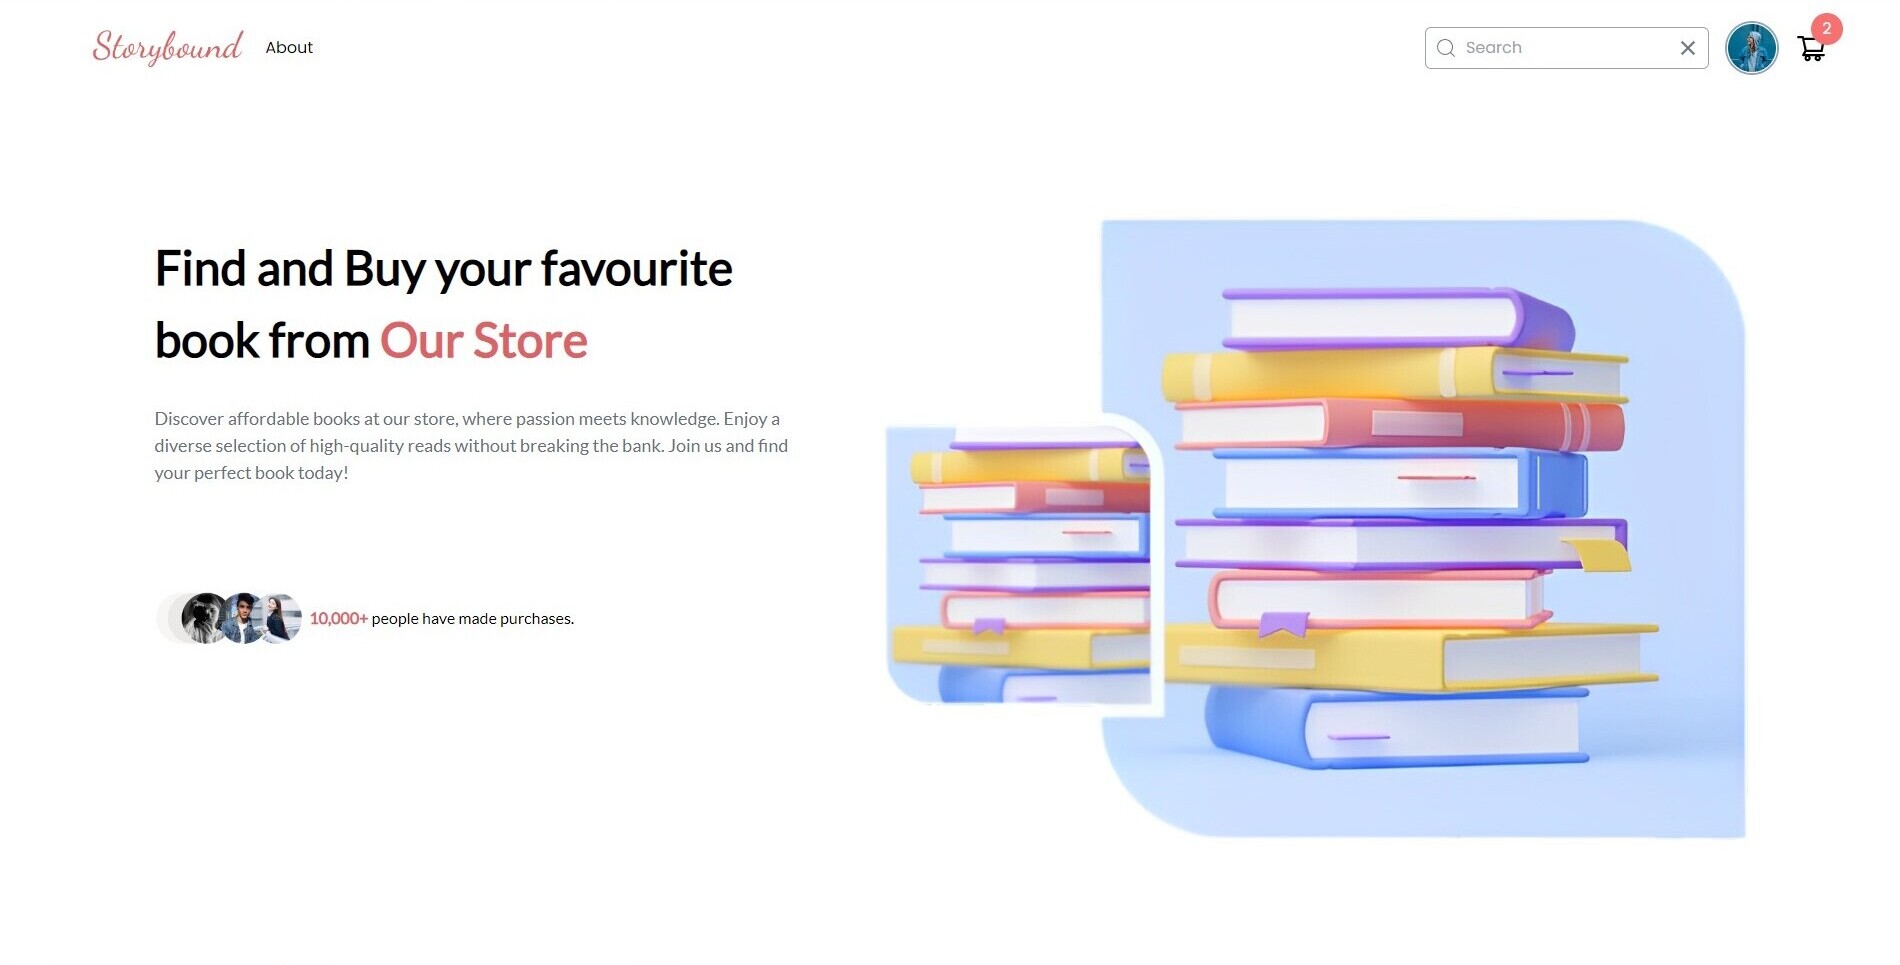 Storybound
About
Search
2
Find and Buy your favourite
book from Our Store
Discover affordable books at our store, where passion meets knowledge. Enjoy a
diverse selection of high-quality reads without breaking the bank. Join us and find
your perfect book today!
10,000+ people have made purchases.